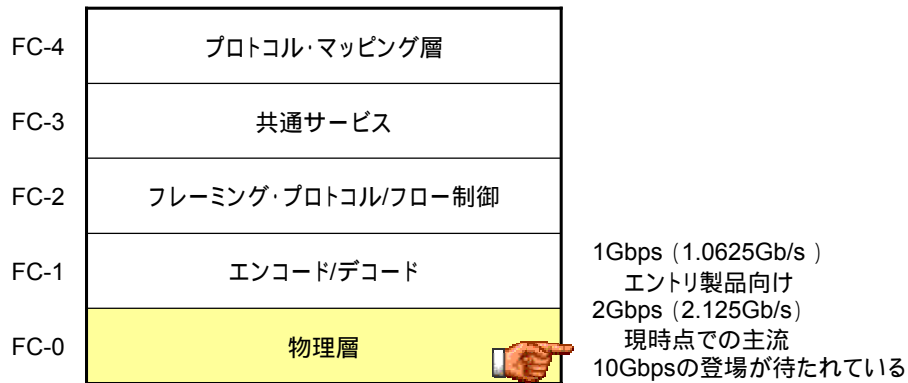 FC-4 プロトコル・マッピング層
FC-3 共通サービス
FC-2 フレーミング・プロトコル/フロー制御
FC-1 エンコード/デコード
FC-0 物理層
1Gbps（1.0625Gb/s）
エントリ製品向け
2Gbps（2.125Gb/s）
現時点での主流
10Gbpsの登場が待たれている